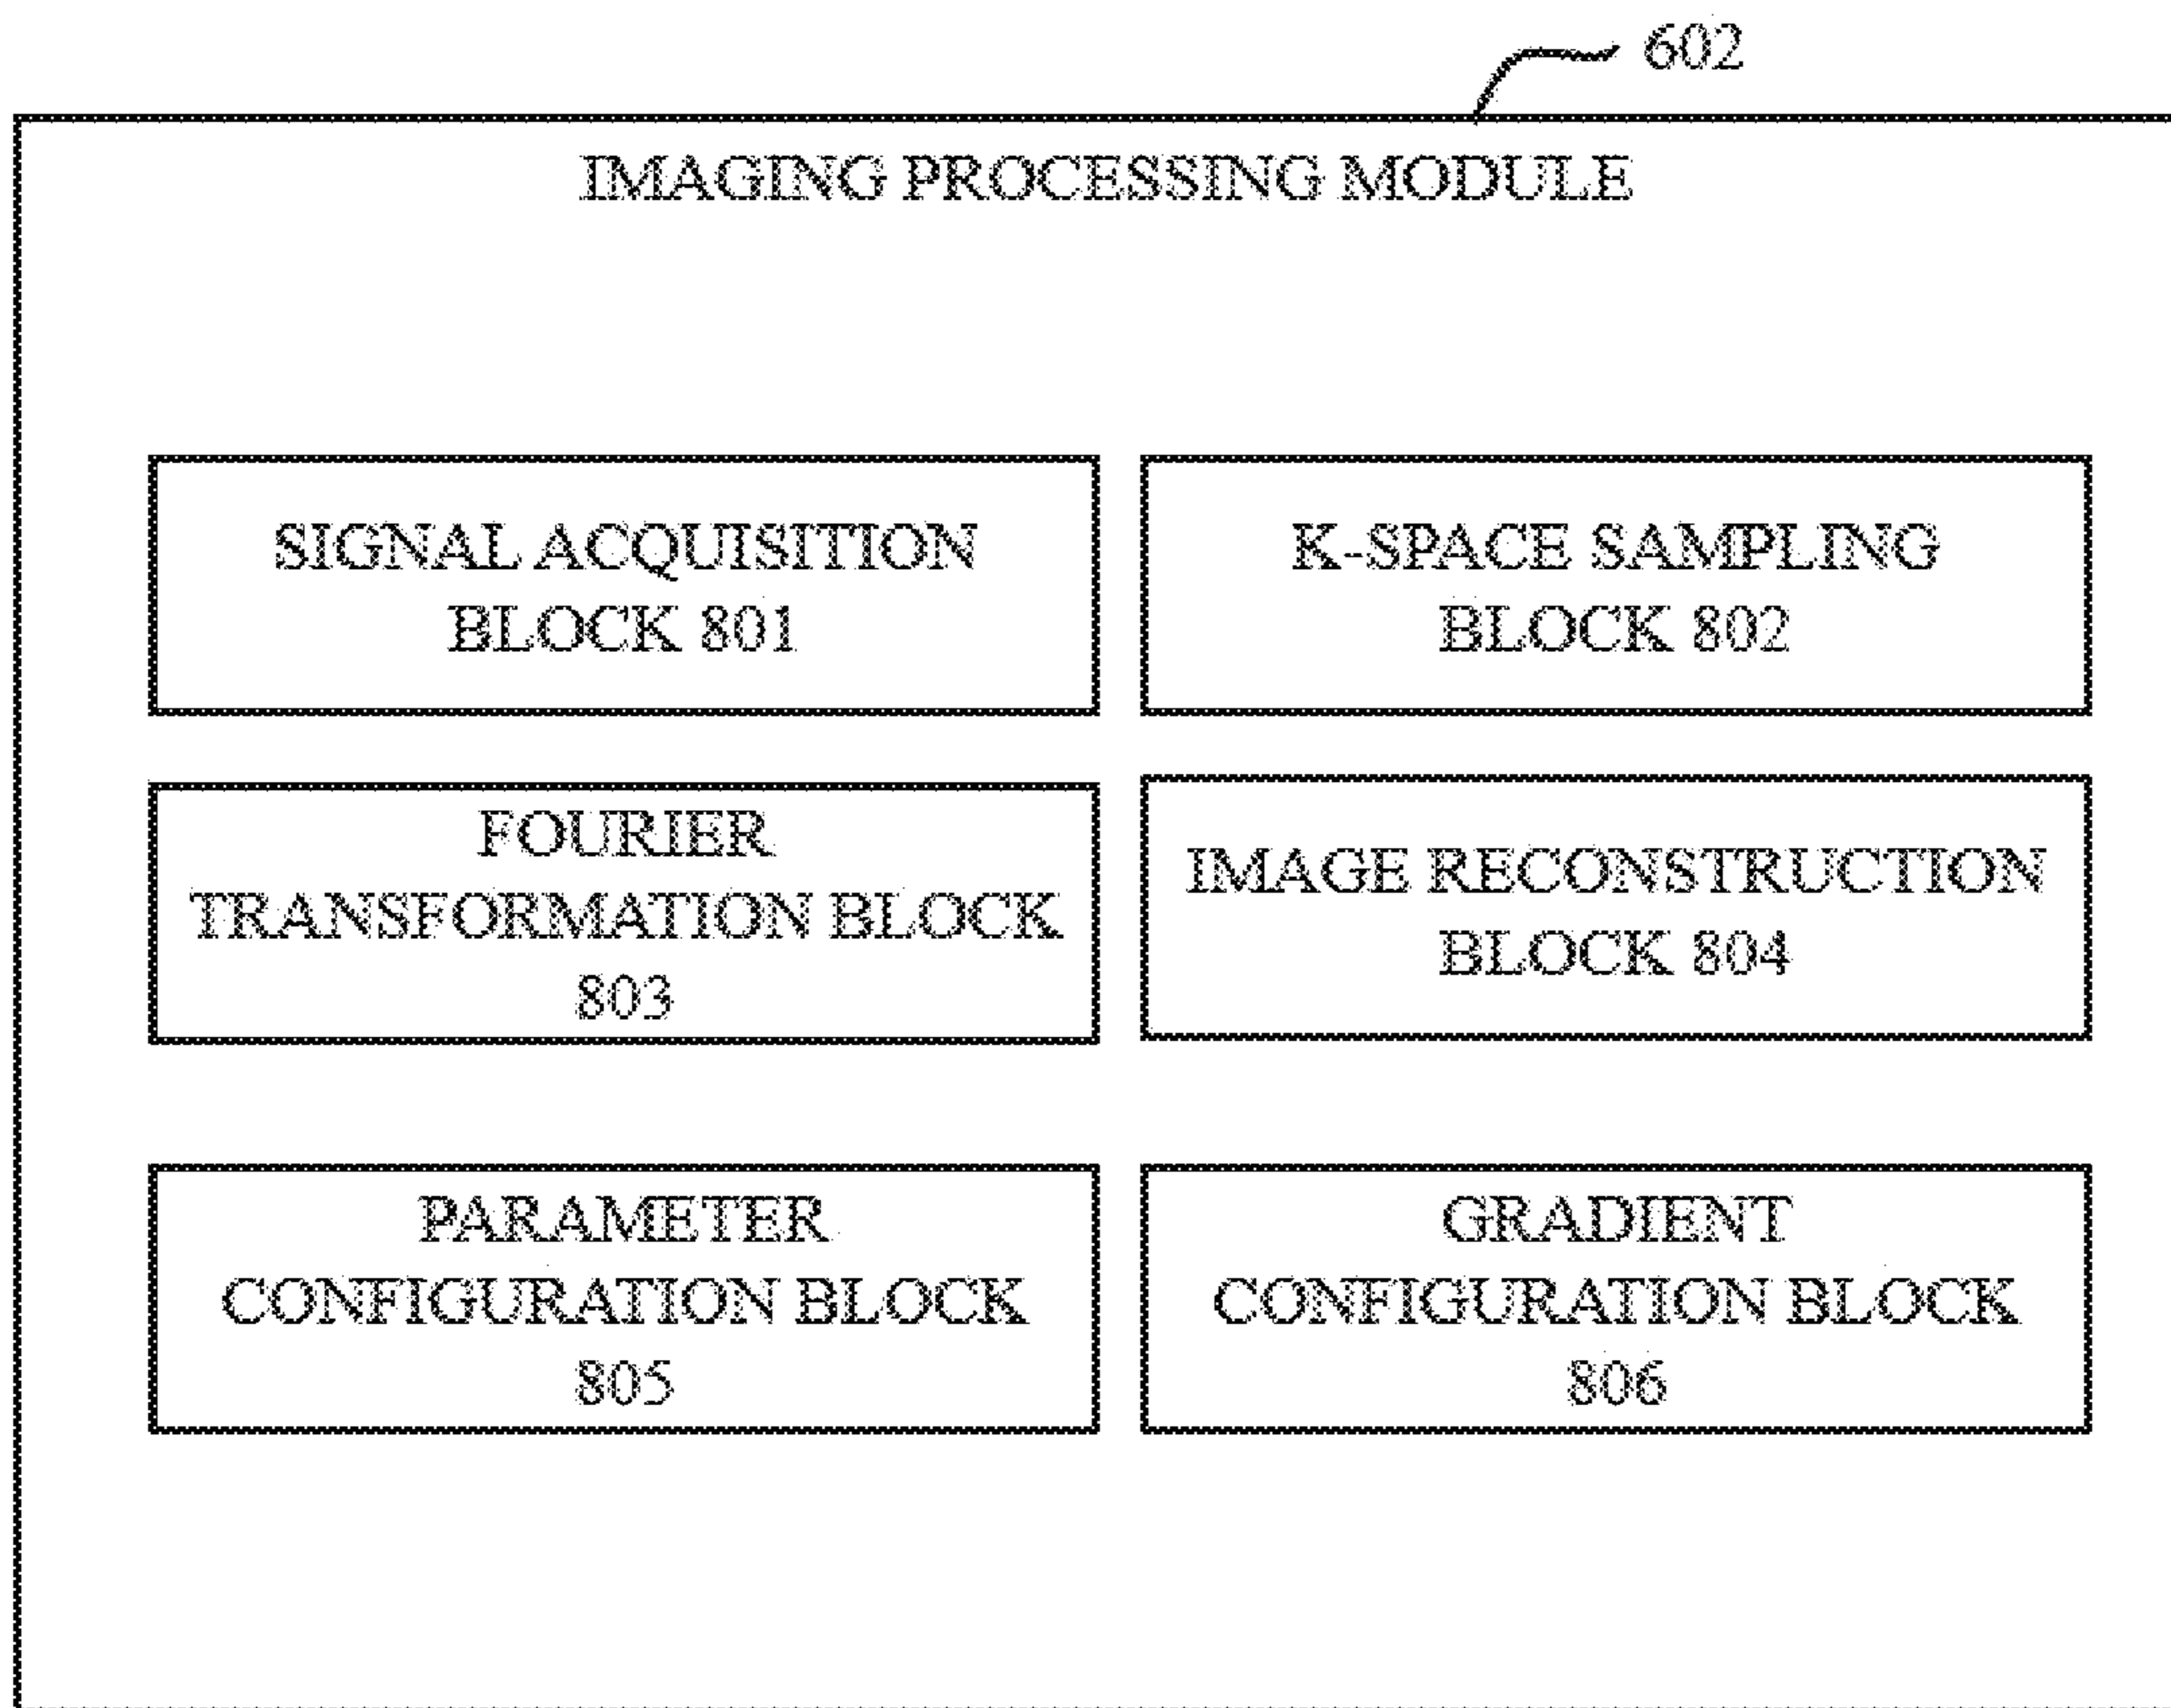 602
IMAGING PROCESSING MODULE
SIGNAL ACQUISITION
BLOCK 801
K-SPACE SAMPLING
BLOCK 802
FOURIER
TRANSFORMATION BLOCK
803
IMAGE RECONSTRUCTION
BLOCK 804
PARAMETER
CONFIGURATION BLOCK
805
GRADIENT
CONFIGURATION BLOCK
806